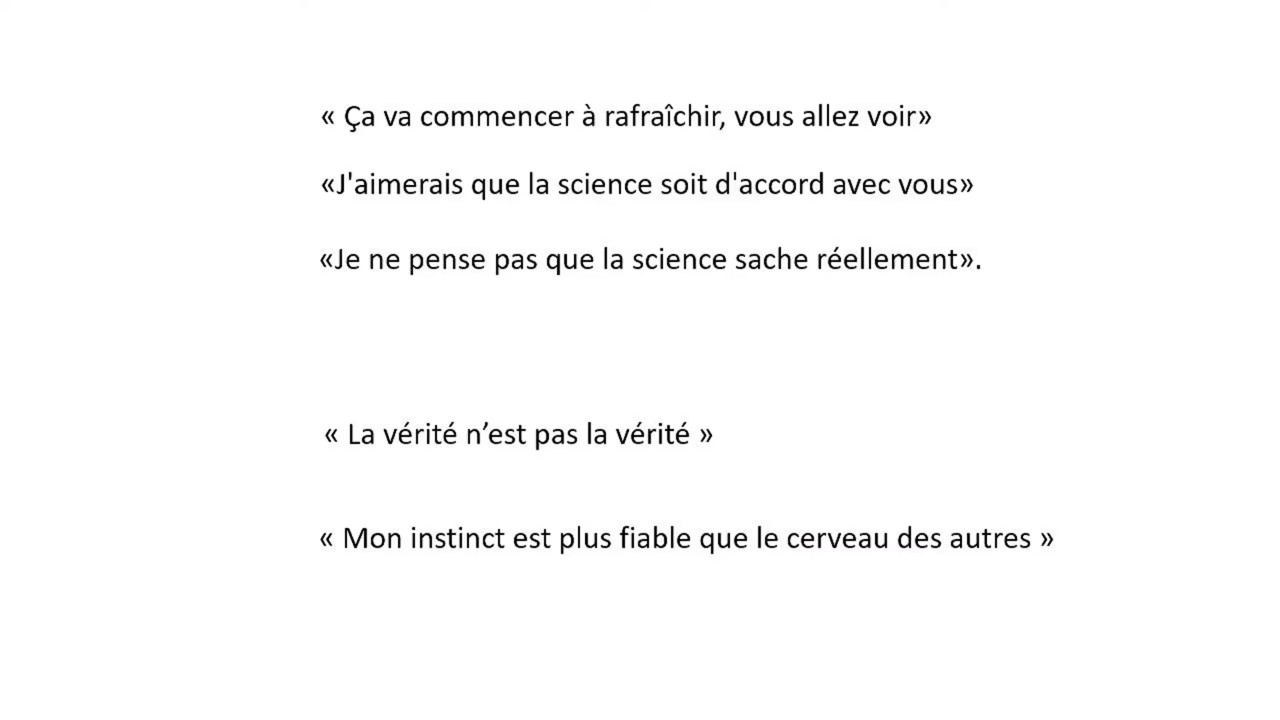 « Ça va commencer à rafraîchir, vous allez voir»
«J'aimerais que la science soit d'accord avec vous»
«Je ne pense pas que la science sache réellement».
« La vérité n’est pas la vérité »
« Mon instinct est plus fiable que le cerveau des autres »